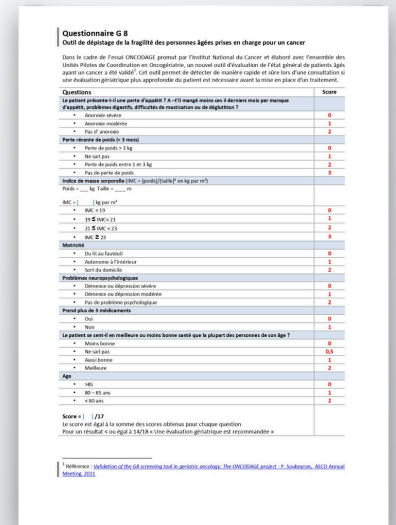 Questionnaire G 8
Outil de dépistage de la fragilité des personnes âgées prises en charge pour un cancer
Dans le cadre de l'essai ONCODAGE promut par l'Institut National du Cancer et élaboré avec l'ensemble des
Unités Pilotes de Coordination en Oncogériatrie, un nouvel outil d'évaluation de l'état général de patients âgés
ayant un cancer a été validé1. Cet outil permet de détecter de manière rapide et sûre lors d'une consultation si
une évaluation gériatrique plus approfondie du patient est nécessaire avant la mise en place d'un traitement.
Questions Score
Le patient présente-t-il une perte d'appétit ? A-t'il mangé moins ces 3 derniers mois par manque
d'appétit, problèmes digestifs, difficultés de mastication ou de déglutition ?
• Anorexie sévère 0
• Anorexie modérée 1
• Pas d'anorexie 2
Perte récente de poids (< 3 mois)
• Perte de poids > 3 kg 0
• Ne sait pas 1
• Perte de poids entre 1 et 3 kg 2
• Pas de perte de poids 3
Indice de masse corporelle (IMC = [poids]/[taille]² en kg par m²)
Poids = ___ kg Taille = ____ m
IMC = [ ] kg par m²
• IMC < 19 0
• 19 ≤ IMC < 21 1
• 21 ≤ IMC < 23 2
• IMC ≥ 23 3
Motricité
• Du lit au fauteuil 0
• Autonome à l'intérieur 1
• Sort du domicile 2
Problèmes neuropsychologiques
• Démence ou dépression sévère 0
• Démence ou dépression modérée 1
• Pas de problème psychologique 2
Prend plus de 3 médicaments
• Oui 0
• Non 1
Le patient se sent-il en meilleure ou moins bonne santé que la plupart des personnes de son âge ?
• Moins bonne 0
• Ne sait pas 0,5
• Aussi bonne 1
• Meilleure 2
Age
• >85 0
• 80 – 85 ans 1
• < 80 ans 2
Score = [ ] /17
Le score est égal à la somme des scores obtenus pour chaque question
Pour un résultat < ou égal à 14/18 « Une évaluation gériatrique est recommandée »
1 Référence : Validation of the G8 screening tool in geriatric oncology: The ONCODAGE project - P. Soubeyran, ASCO Annual
Meeting 2011